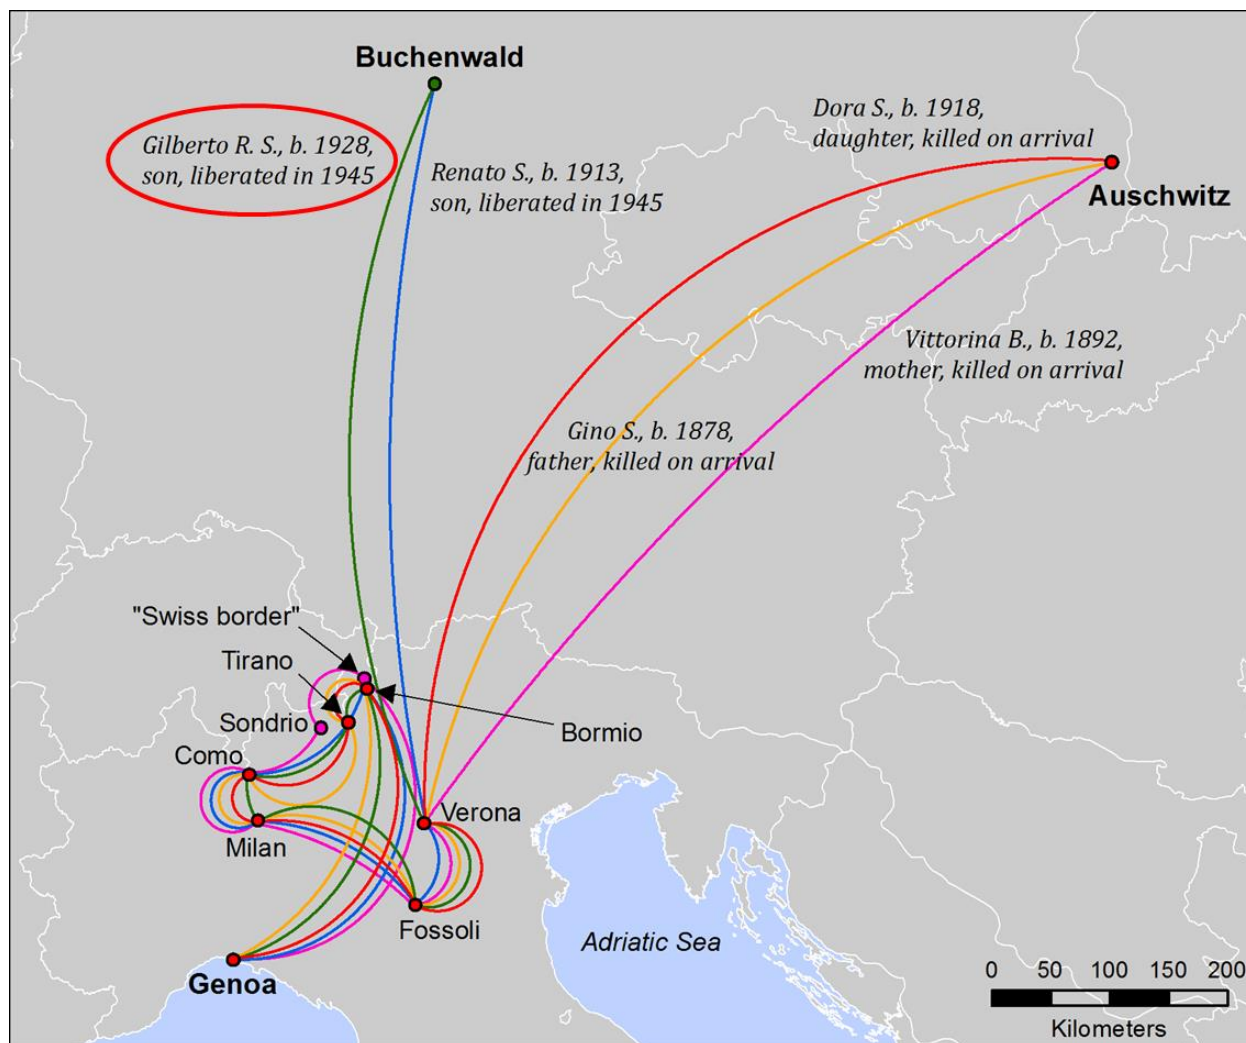 Buchenwald
Gilberto R. S., b. 1928,
son, liberated in 1945
Renato S., b. 1913,
son, liberated in 1945
Dora S., b. 1918,
daughter, killed on arrival
Auschwitz
Vittorina B., b. 1892,
mother, killed on arrival
Gino S., b. 1878,
father, killed on arrival
"Swiss border"
Tirano
Sondrio
Bormio
Como
Verona
Milan
Fossoli
Adriatic Sea
Genoa
0 50 100 150 200
Kilometers